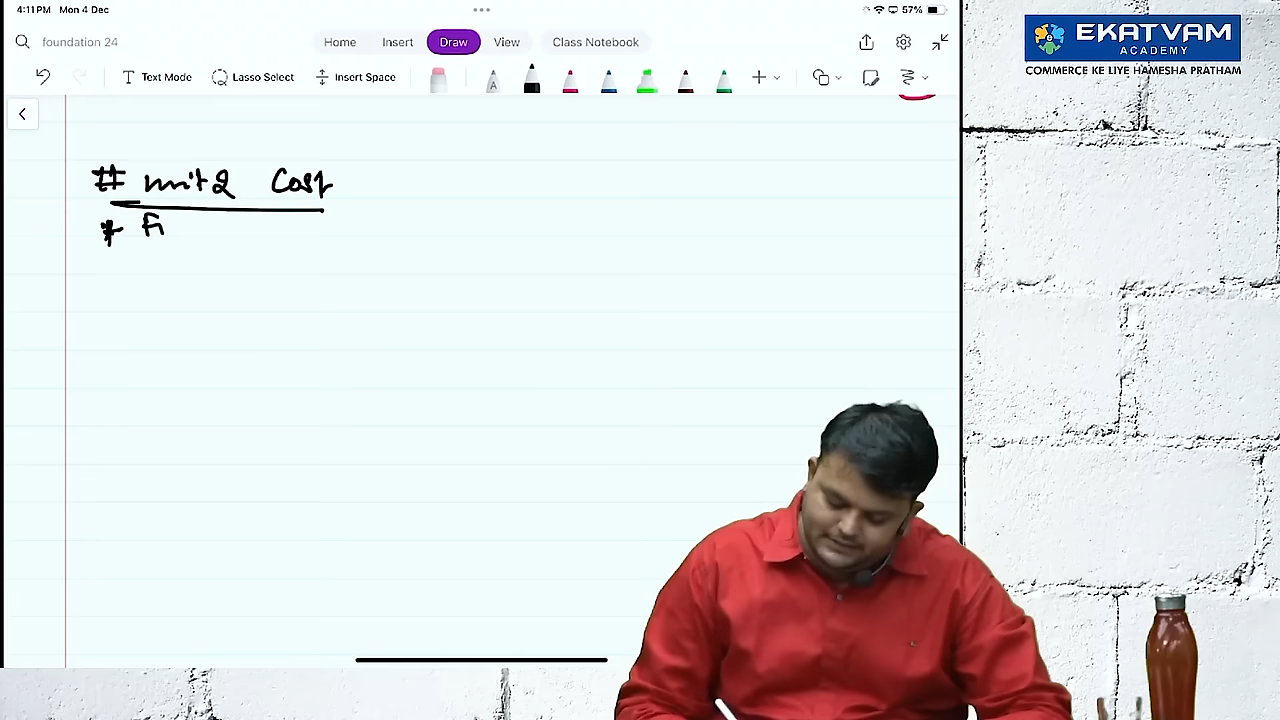 4:11 PM Mon 4 Dec
57%
foundation 24
Home Insert Draw View Class Notebook
Text Mode Lasso Select Insert Space
EKATVAM
ACADEMY
COMMERCE KE LIYE HAMESHA PRATHAM
# unit 2 Cost
* Fi